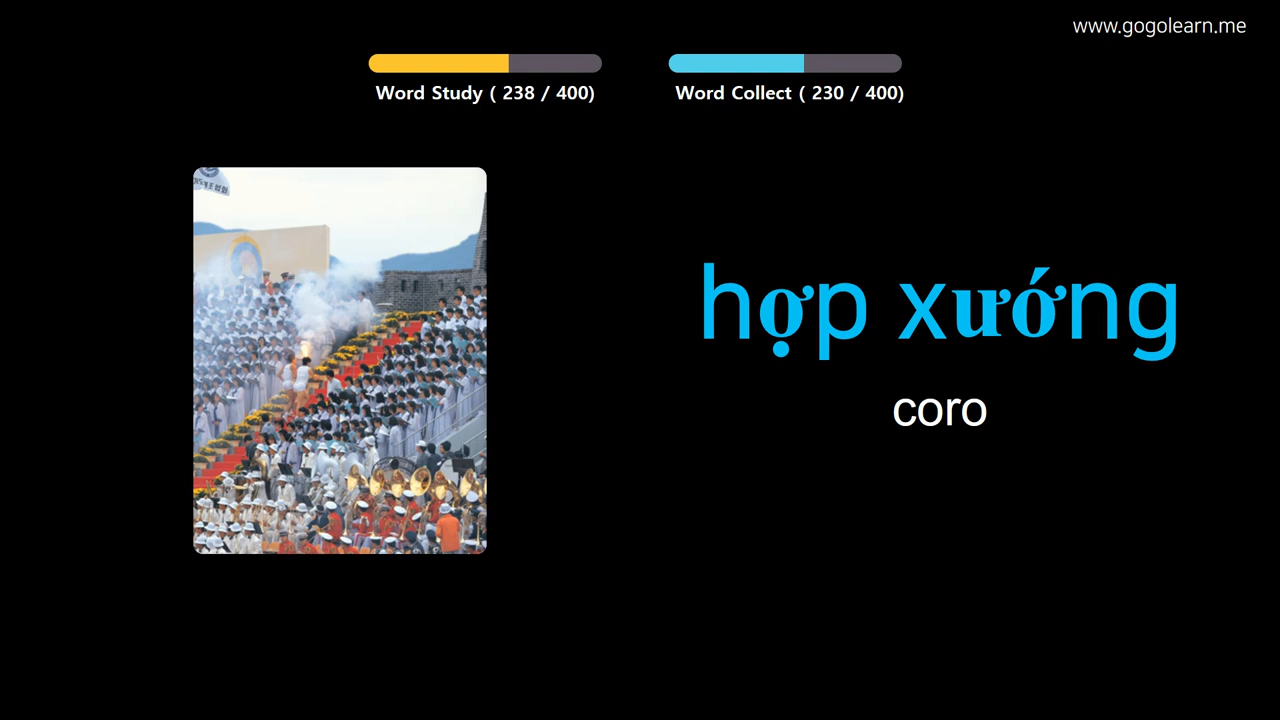 www.gogolearn.me
Word Study ( 238 / 400)
Word Collect ( 230 / 400)
hợp xướng
coro